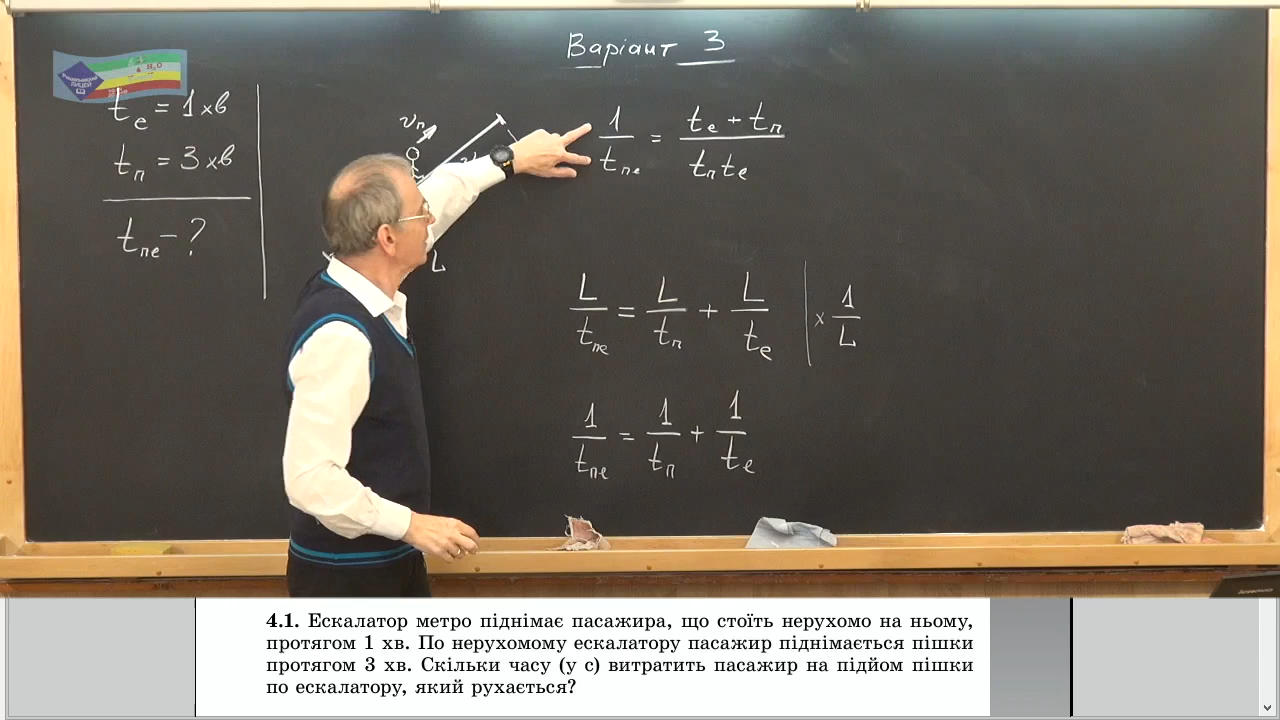 Варіант 3
tе = 1 хв
tп = 3 хв
tпе - ?
vп
L
1/tпе = (tе + tп)/(tп tе)
L/tпе = L/tп + L/tе | × 1/L
1/tпе = 1/tп + 1/tе
4.1. Ескалатор метро піднімає пасажира, що стоїть нерухомо на ньому,
протягом 1 хв. По нерухомому ескалатору пасажир піднімається пішки
протягом 3 хв. Скільки часу (у с) витратить пасажир на підйом пішки
по ескалатору, який рухається?